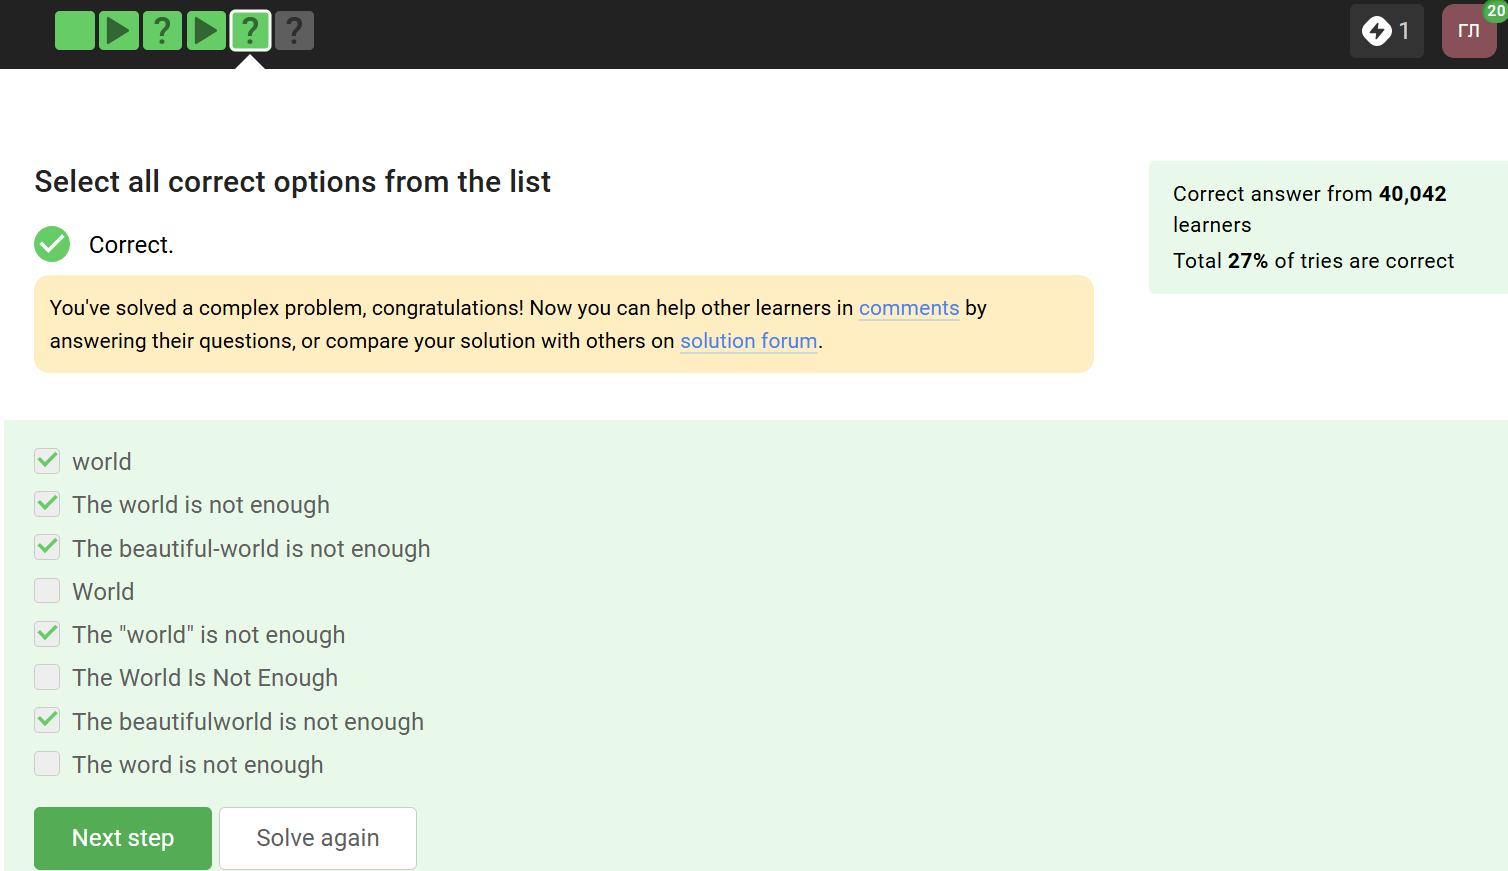 ? ? ?
1
ГЛ
20
Select all correct options from the list
Correct.
You've solved a complex problem, congratulations! Now you can help other learners in comments by
answering their questions, or compare your solution with others on solution forum.
Correct answer from 40,042
learners
Total 27% of tries are correct
world
The world is not enough
The beautiful-world is not enough
World
The "world" is not enough
The World Is Not Enough
The beautifulworld is not enough
The word is not enough
Next step
Solve again